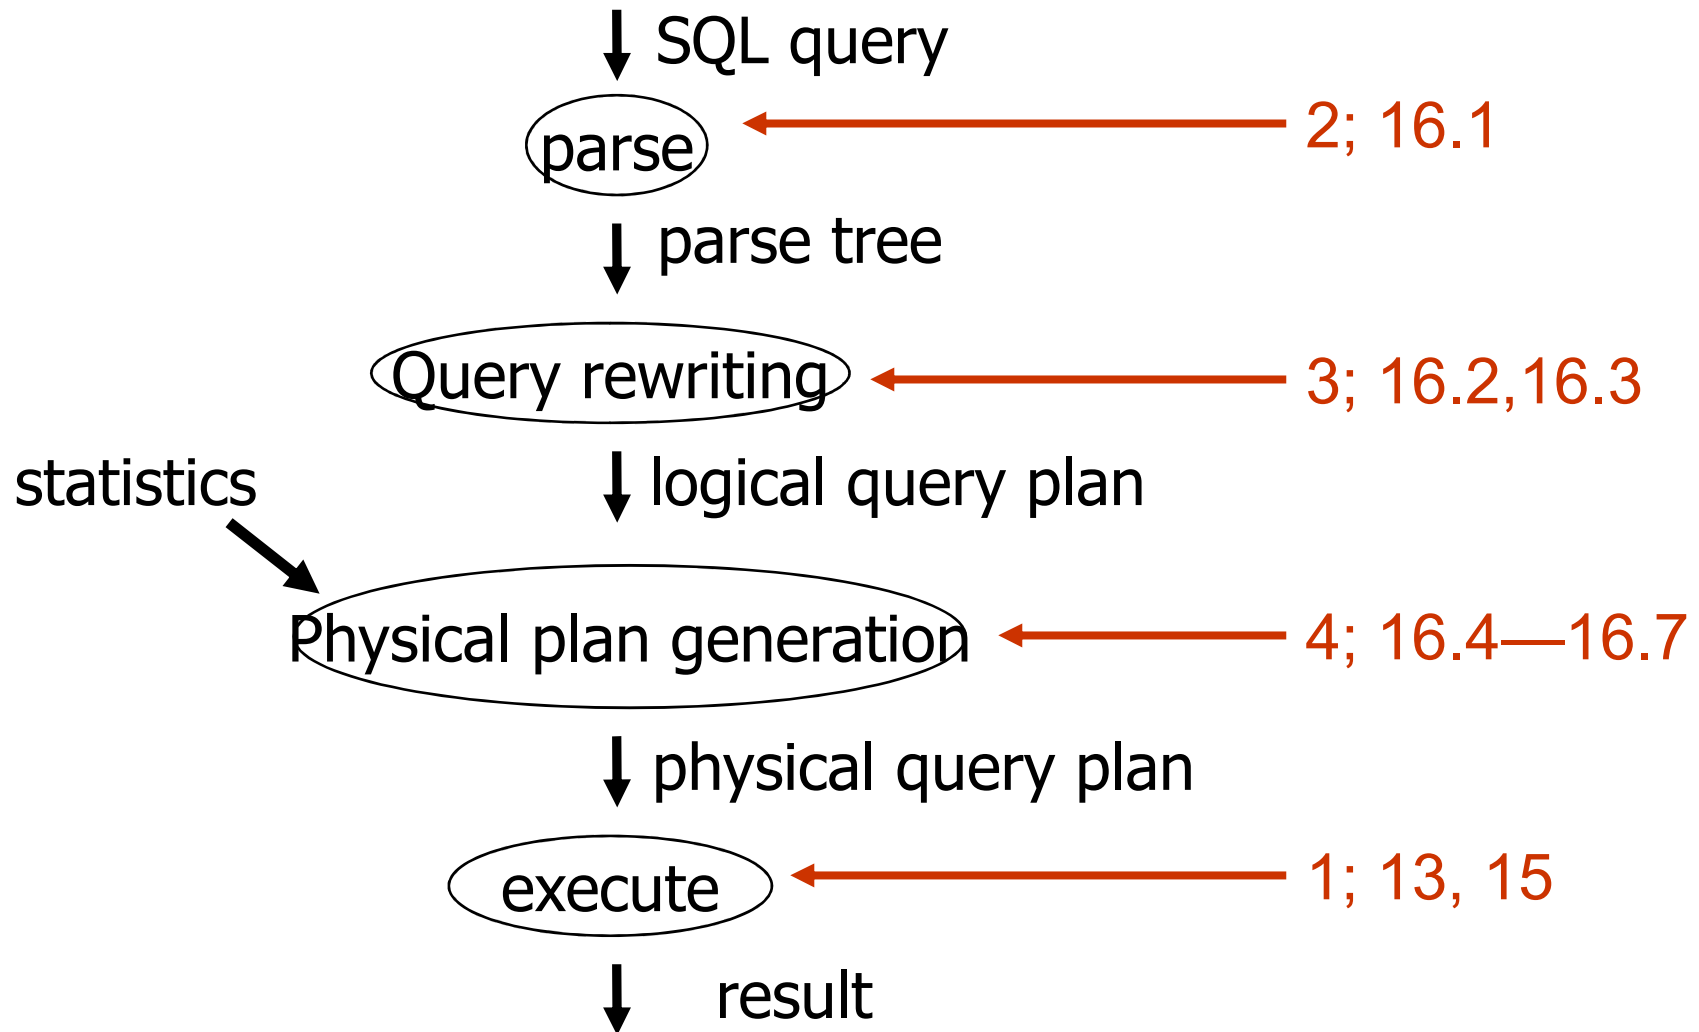 SQL query
parse
2; 16.1
parse tree
Query rewriting
3; 16.2,16.3
statistics
logical query plan
Physical plan generation
4; 16.4—16.7
physical query plan
execute
1; 13, 15
result